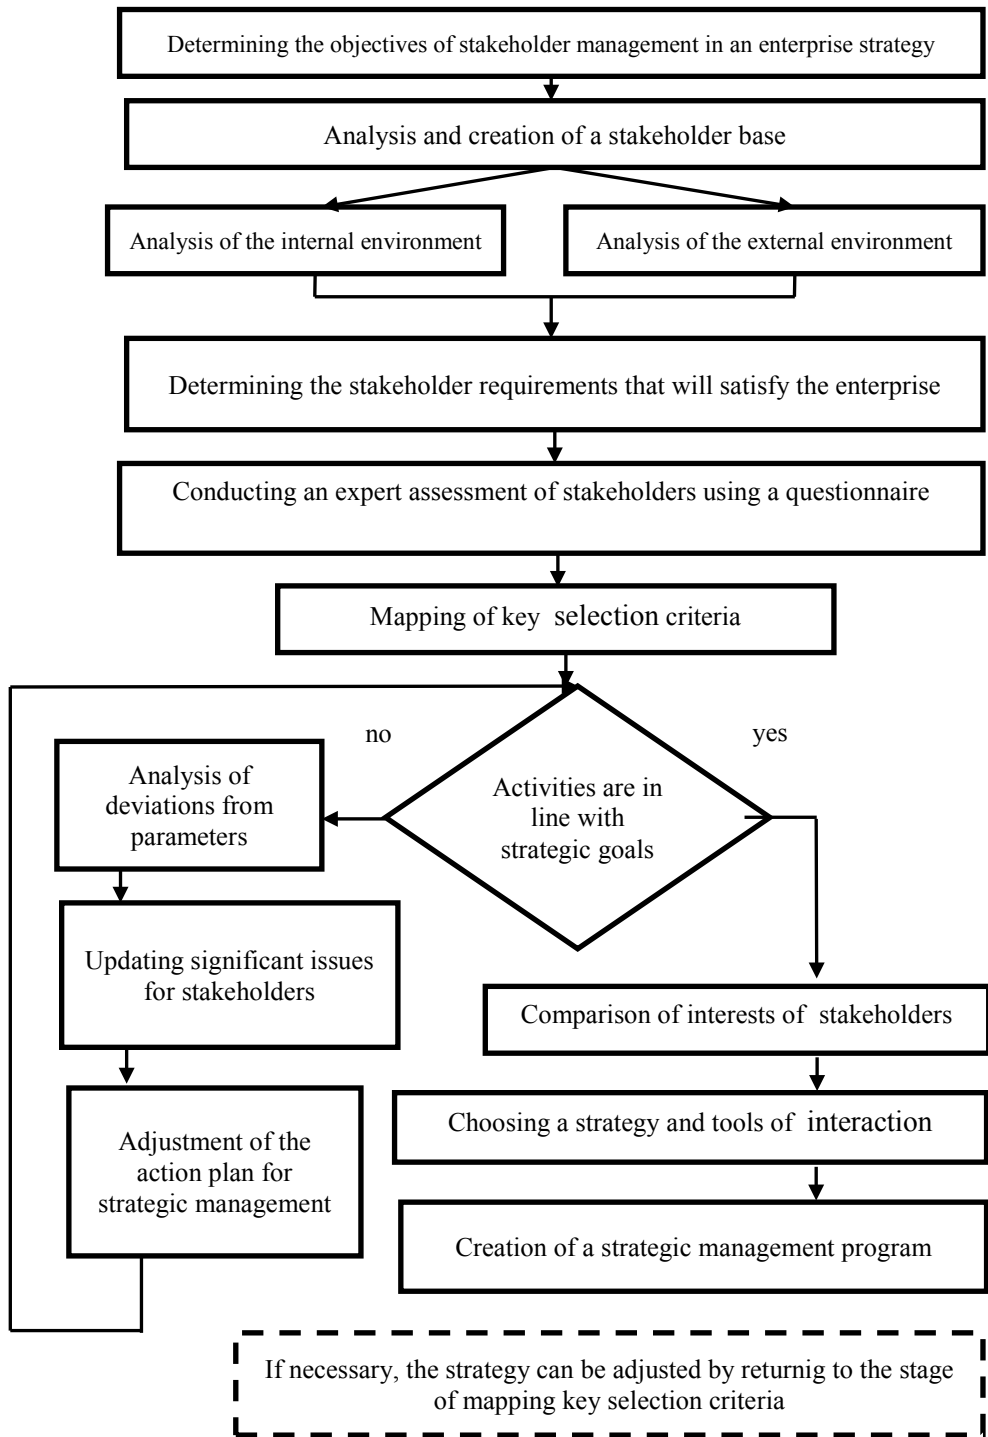 Determining the objectives of stakeholder management in an enterprise strategy
Analysis and creation of a stakeholder base
Analysis of the internal environment
Analysis of the external environment
Determining the stakeholder requirements that will satisfy the enterprise
Conducting an expert assessment of stakeholders using a questionnaire
Mapping of key selection criteria
no
yes
Activities are in
line with
strategic goals
Analysis of
deviations from
parameters
Updating significant issues
for stakeholders
Adjustment of the
action plan for
strategic management
Comparison of interests of stakeholders
Choosing a strategy and tools of interaction
Creation of a strategic management program
If necessary, the strategy can be adjusted by returnig to the stage
of mapping key selection criteria